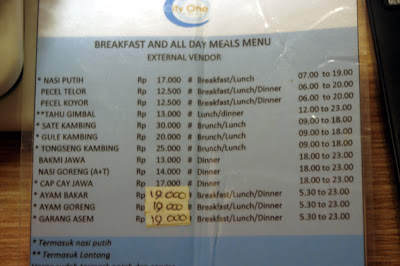 City One
BREAKFAST AND ALL DAY MEALS MENU
EXTERNAL VENDOR
* NASI PUTIH Rp 17.000 # Breakfast/Lunch 07.00 to 19.00
PECEL TELOR Rp 12.500 # Breakfast/Lunch/Dinner 06.00 to 20.00
PECEL KOYOR Rp 12.500 # Breakfast/Lunch/Dinner 06.00 to 20.00
**TAHU GIMBAL Rp 13.000 # Lunch/dinner 12.00 to 23.00
* SATE KAMBING Rp 30.000 # Brunch/Lunch 09.00 to 18.00
* GULE KAMBING Rp 20.000 # Brunch/Lunch 09.00 to 18.00
* TONGSENG KAMBING Rp 25.000 # Brunch/Lunch 09.00 to 18.00
BAKMI JAWA Rp 13.000 # Dinner 18.00 to 23.00
NASI GORENG (A+T) Rp 14.000 # Dinner 18.00 to 23.00
* CAP CAY JAWA Rp 17.000 # Dinner 18.00 to 23.00
* AYAM BAKAR Rp 19.000 # Breakfast/Lunch/Dinner 5.30 to 23.00
* AYAM GORENG Rp 19.000 # Breakfast/Lunch/Dinner 5.30 to 23.00
* GARANG ASEM Rp 19.000 # Breakfast/Lunch/Dinner 5.30 to 23.00
* Termasuk nasi putih
** Termasuk Lontong